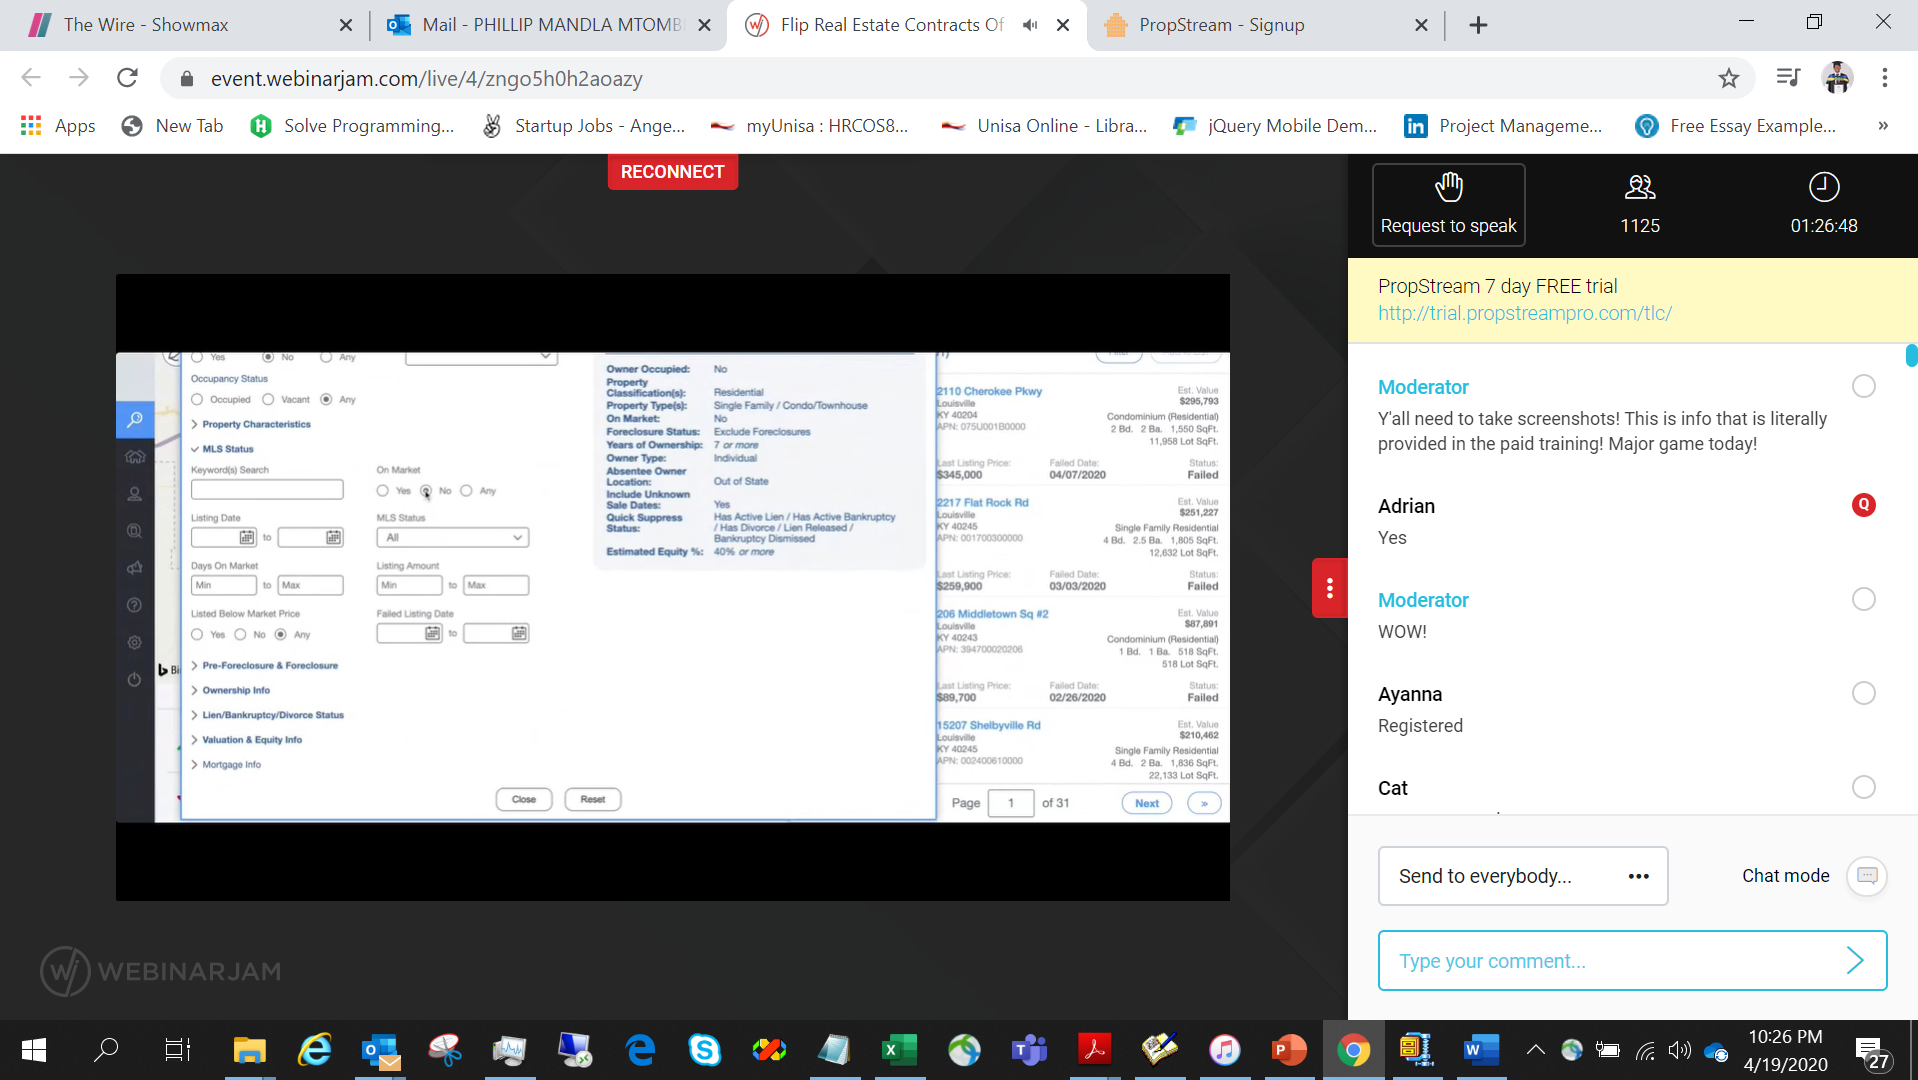 The Wire - Showmax
Mail - PHILLIP MANDLA MTOMB
Flip Real Estate Contracts Of
PropStream - Signup
event.webinarjam.com/live/4/zngo5h0h2aoazy
Apps
New Tab
Solve Programming...
Startup Jobs - Ange...
myUnisa : HRCOS8...
Unisa Online - Libra...
jQuery Mobile Dem...
Project Manageme...
Free Essay Example...
»
RECONNECT
Request to speak
1125
01:26:48
PropStream 7 day FREE trial
http://trial.propstreampro.com/tlc/
Yes No Any
Occupancy Status
Occupied Vacant Any
Property Characteristics
MLS Status
Keyword(s) Search
On Market
Yes No Any
Listing Date
MLS Status
to
All
Days On Market
Listing Amount
Min to Max
Min to Max
Listed Below Market Price
Failed Listing Date
Yes No Any
to
Pre-Foreclosure & Foreclosure
Ownership Info
Lien/Bankruptcy/Divorce Status
Valuation & Equity Info
Mortgage Info
Close
Reset
Owner Occupied: No
Property Classification(s): Residential
Property Type(s): Single Family / Condo/Townhouse
On Market: No
Foreclosure Status: Exclude Foreclosures
Years of Ownership: 7 or more
Owner Type: Individual
Absentee Owner Location: Out of State
Include Unknown Sale Dates: Yes
Quick Suppress Status: Has Active Lien / Has Active Bankruptcy
/ Has Divorce / Lien Released /
Bankruptcy Dismissed
Estimated Equity %: 40% or more
2110 Cherokee Pkwy
Louisville
KY 40204
APN: 075U001B0000
Est. Value
$295,793
Condominium (Residential)
2 Bd. 2 Ba. 1,550 SqFt.
11,958 Lot SqFt.
Last Listing Price: Failed Date: Status:
$345,000 04/07/2020 Failed
2217 Flat Rock Rd
Louisville
KY 40245
APN: 001700300000
Est. Value
$251,227
Single Family Residential
4 Bd. 2.5 Ba. 1,805 SqFt.
12,632 Lot SqFt.
Last Listing Price: Failed Date: Status:
$259,900 03/03/2020 Failed
206 Middletown Sq #2
Louisville
KY 40243
APN: 394700020206
Est. Value
$87,891
Condominium (Residential)
1 Bd. 1 Ba. 518 SqFt.
518 Lot SqFt.
Last Listing Price: Failed Date: Status:
$89,700 02/26/2020 Failed
15207 Shelbyville Rd
Louisville
KY 40245
APN: 002400610000
Est. Value
$210,462
Single Family Residential
4 Bd. 2 Ba. 1,836 SqFt.
22,133 Lot SqFt.
Page 1 of 31
Next
»
Moderator
Y'all need to take screenshots! This is info that is literally
provided in the paid training! Major game today!
Adrian
Q
Yes
Moderator
WOW!
Ayanna
Registered
Cat
Send to everybody...
Chat mode
Type your comment...
WEBINARJAM
10:26 PM
4/19/2020
27